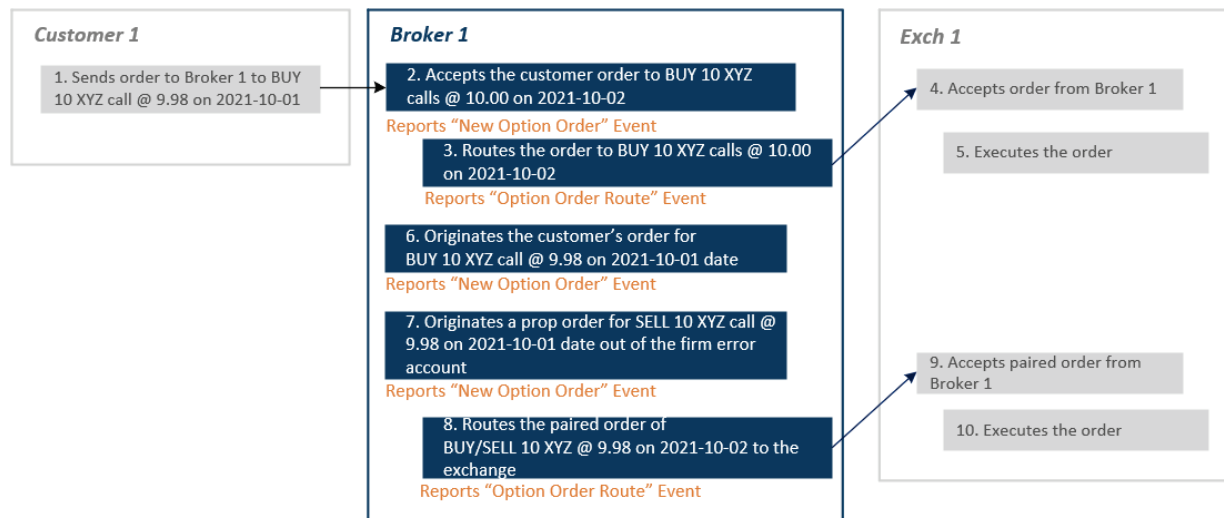 Customer 1
1. Sends order to Broker 1 to BUY
10 XYZ call @ 9.98 on 2021-10-01
Broker 1
2. Accepts the customer order to BUY 10 XYZ
calls @ 10.00 on 2021-10-02
Reports “New Option Order” Event
3. Routes the order to BUY 10 XYZ calls @ 10.00
on 2021-10-02
Reports “Option Order Route” Event
Exch 1
4. Accepts order from Broker 1
5. Executes the order
6. Originates the customer’s order for
BUY 10 XYZ call @ 9.98 on 2021-10-01 date
Reports “New Option Order” Event
7. Originates a prop order for SELL 10 XYZ call @
9.98 on 2021-10-01 date out of the firm error
account
Reports “New Option Order” Event
8. Routes the paired order of
BUY/SELL 10 XYZ @ 9.98 on 2021-10-02 to the
exchange
Reports “Option Order Route” Event
9. Accepts paired order from
Broker 1
10. Executes the order